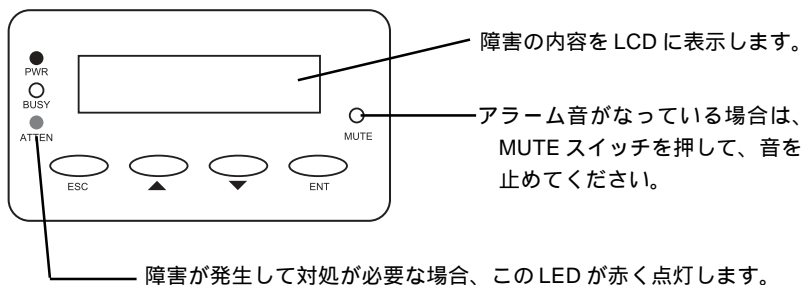 障害の内容を LCD に表示します。
PWR
BUSY
ATTEN
MUTE
アラーム音がなっている場合は、
MUTE スイッチを押して、音を
止めてください。
ESC
▲
▼
ENT
障害が発生して対処が必要な場合、この LED が赤く点灯します。